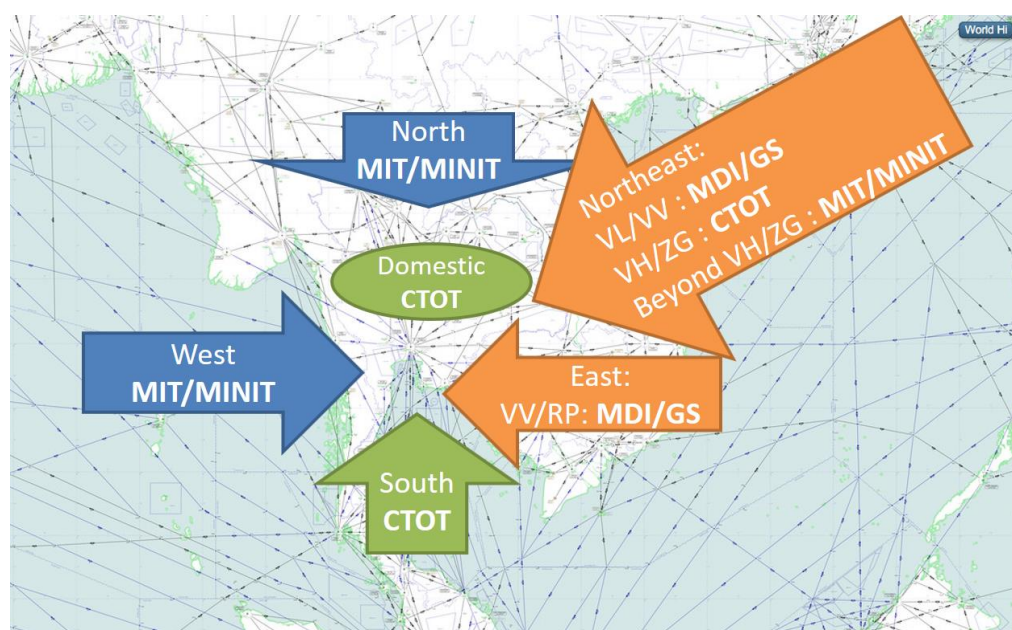 World Hi
North
MIT/MINIT
Northeast:
VL/VV : MDI/GS
VH/ZG : CTOT
Beyond VH/ZG : MIT/MINIT
Domestic
CTOT
West
MIT/MINIT
East:
VV/RP: MDI/GS
South
CTOT